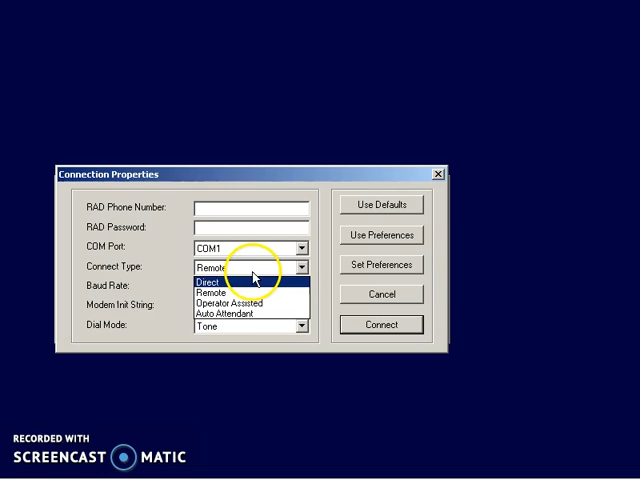 Connection Properties
RAD Phone Number:
Use Defaults
RAD Password:
Use Preferences
COM Port:
COM1
Connect Type:
Remote
Set Preferences
Direct
Baud Rate:
Remote
Cancel
Modem Init String:
Operator Assisted
Auto Attendant
Dial Mode:
Tone
Connect
RECORDED WITH
SCREENCAST MATIC